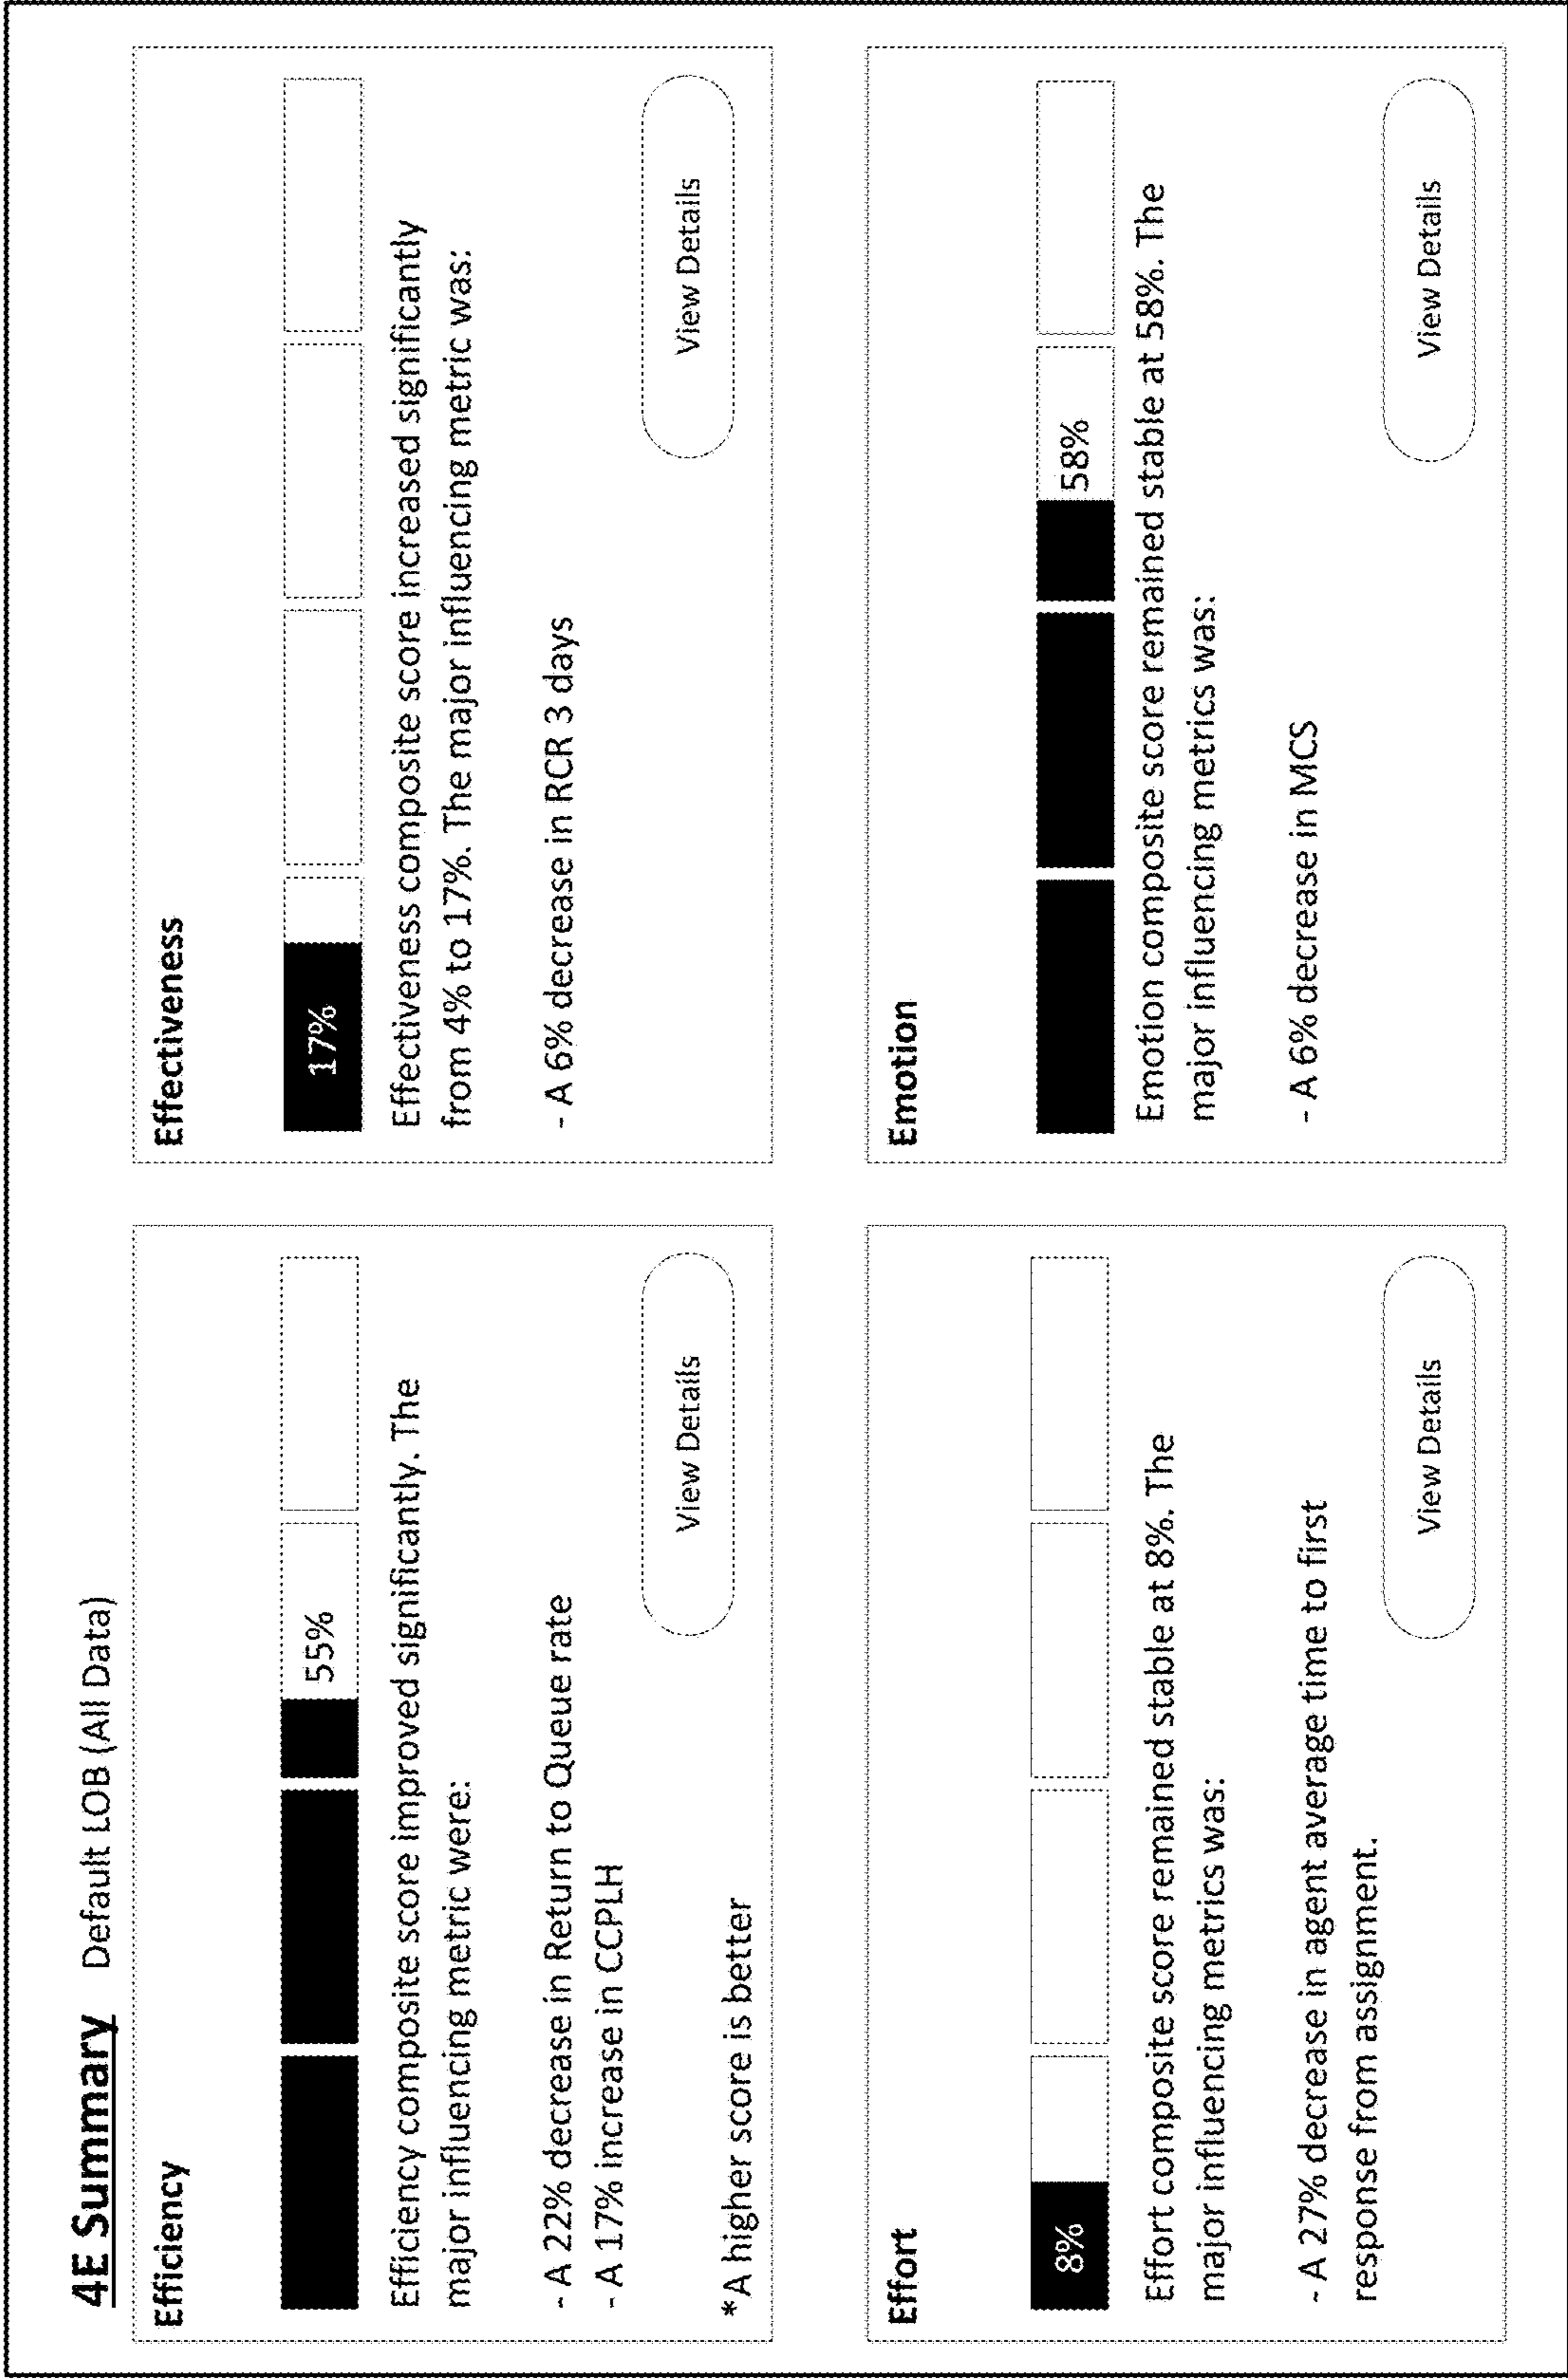 4E Summary Default LOB (All Data)
Efficiency
55%
Efficiency composite score improved significantly. The
major influencing metric were:
- A 22% decrease in Return to Queue rate
- A 17% increase in CCPLH
View Details
*A higher score is better
Effectiveness
17%
Effectiveness composite score increased significantly
from 4% to 17%. The major influencing metric was:
- A 6% decrease in RCR 3 days
View Details
Effort
8%
Effort composite score remained stable at 8%. The
major influencing metrics was:
- A 27% decrease in agent average time to first
response from assignment.
View Details
Emotion
58%
Emotion composite score remained stable at 58%. The
major influencing metrics was:
- A 6% decrease in MCS
View Details